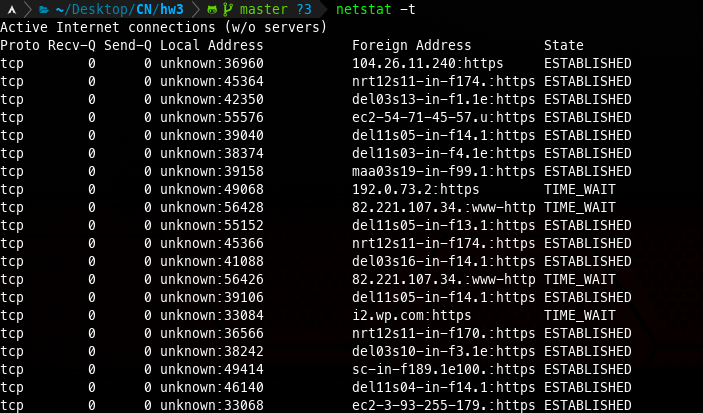 ~/Desktop/CN/hw3 master ?3 netstat -t
Active Internet connections (w/o servers)
Proto Recv-Q Send-Q Local Address Foreign Address State
tcp 0 0 unknown:36960 104.26.11.240:https ESTABLISHED
tcp 0 0 unknown:45364 nrt12s11-in-f174.:https ESTABLISHED
tcp 0 0 unknown:42350 del03s13-in-f1.1e:https ESTABLISHED
tcp 0 0 unknown:55576 ec2-54-71-45-57.u:https ESTABLISHED
tcp 0 0 unknown:39040 del11s05-in-f14.1:https ESTABLISHED
tcp 0 0 unknown:38374 del11s03-in-f4.1e:https ESTABLISHED
tcp 0 0 unknown:39158 maa03s19-in-f99.1:https ESTABLISHED
tcp 0 0 unknown:49068 192.0.73.2:https TIME_WAIT
tcp 0 0 unknown:56428 82.221.107.34.:www-http TIME_WAIT
tcp 0 0 unknown:55152 del11s05-in-f13.1:https ESTABLISHED
tcp 0 0 unknown:45366 nrt12s11-in-f174.:https ESTABLISHED
tcp 0 0 unknown:41088 del03s16-in-f14.1:https ESTABLISHED
tcp 0 0 unknown:56426 82.221.107.34.:www-http TIME_WAIT
tcp 0 0 unknown:39106 del11s05-in-f14.1:https ESTABLISHED
tcp 0 0 unknown:33084 i2.wp.com:https TIME_WAIT
tcp 0 0 unknown:36566 nrt12s11-in-f170.:https ESTABLISHED
tcp 0 0 unknown:38242 del03s10-in-f3.1e:https ESTABLISHED
tcp 0 0 unknown:49414 sc-in-f189.1e100.:https ESTABLISHED
tcp 0 0 unknown:46140 del11s04-in-f14.1:https ESTABLISHED
tcp 0 0 unknown:33068 ec2-3-93-255-179.:https ESTABLISHED